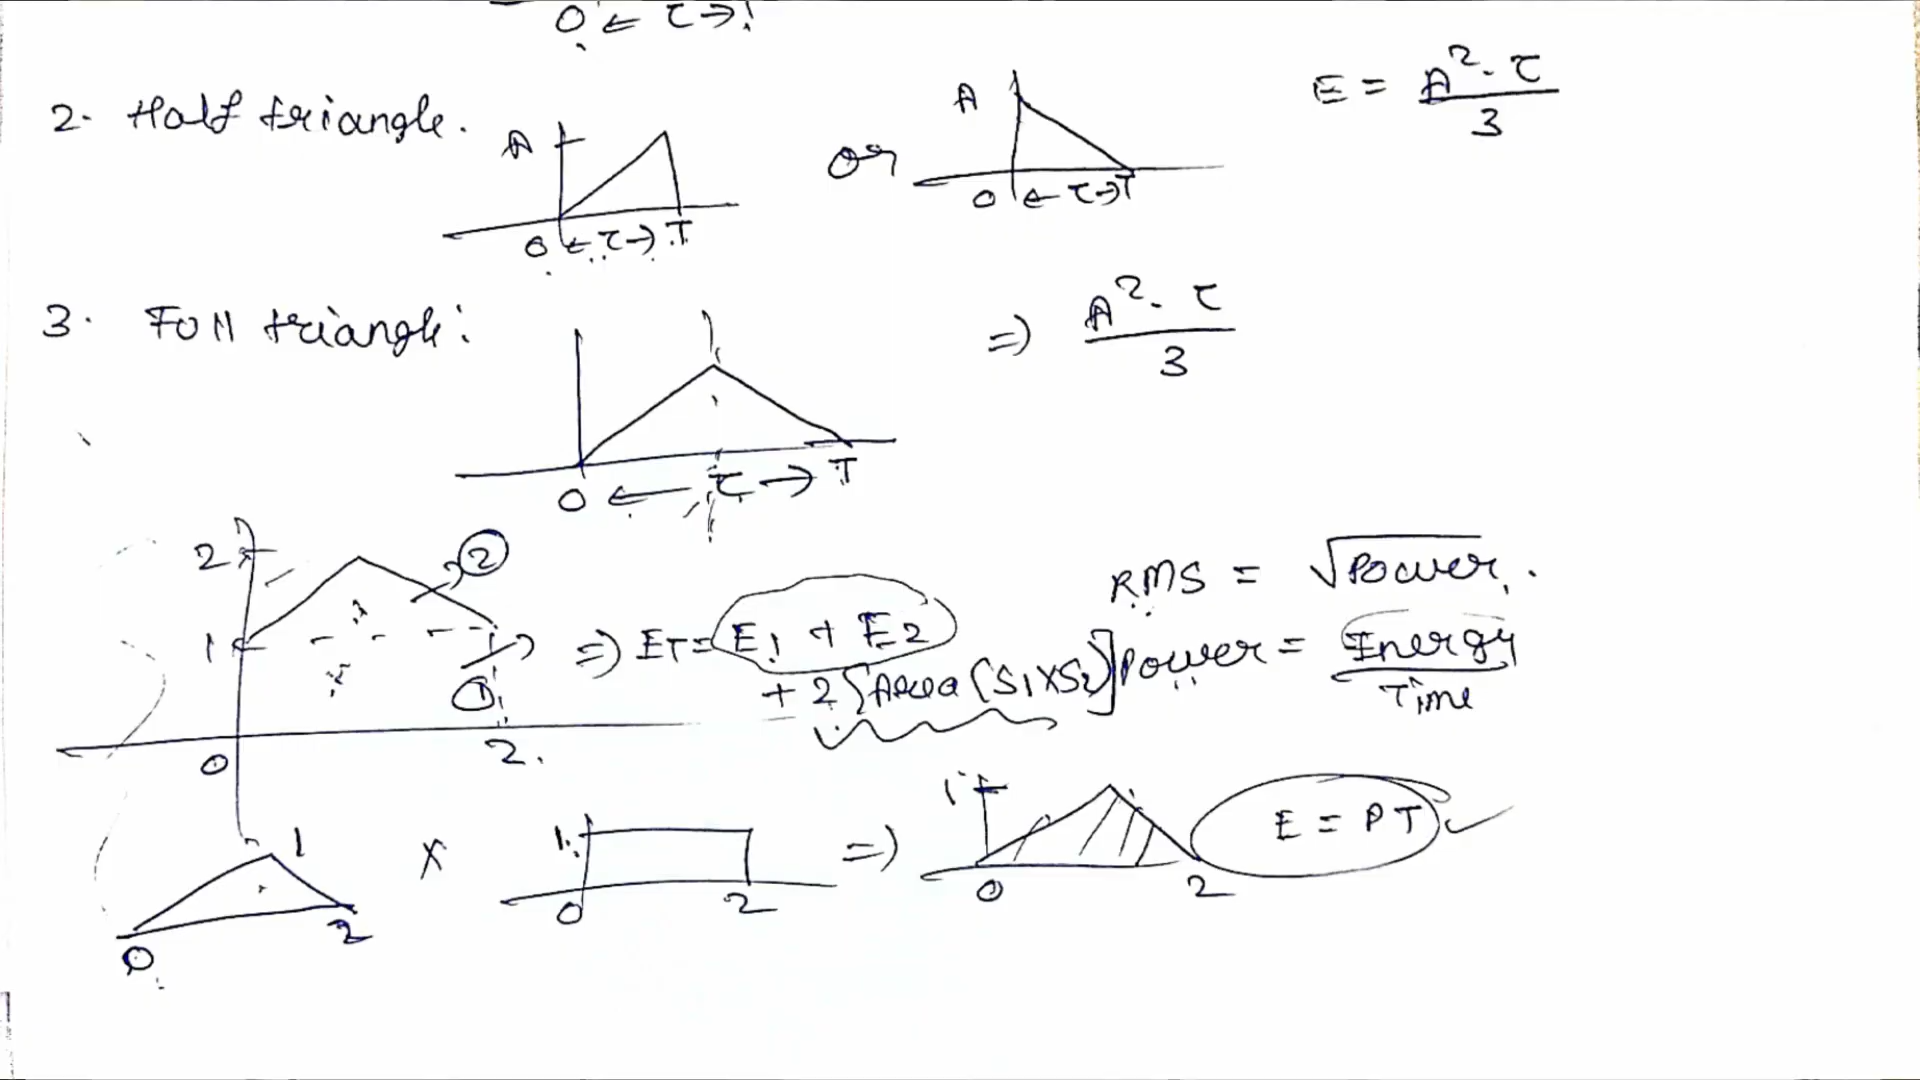 0 ← τ →
2. Half triangle. A 0 ← τ → T or A 0 ← τ → T E = A². τ / 3
3. Full triangle: 0 ← τ → T ⇒ A². τ / 3
2 1 0 2. ② ①
⇒ ET = E1 + E2 + 2[Area (S1×S2)]
RMS = √Power.
Power = Energy / Time
0 1 2 × 1 0 2 ⇒ 1 0 2 E = PT ✓